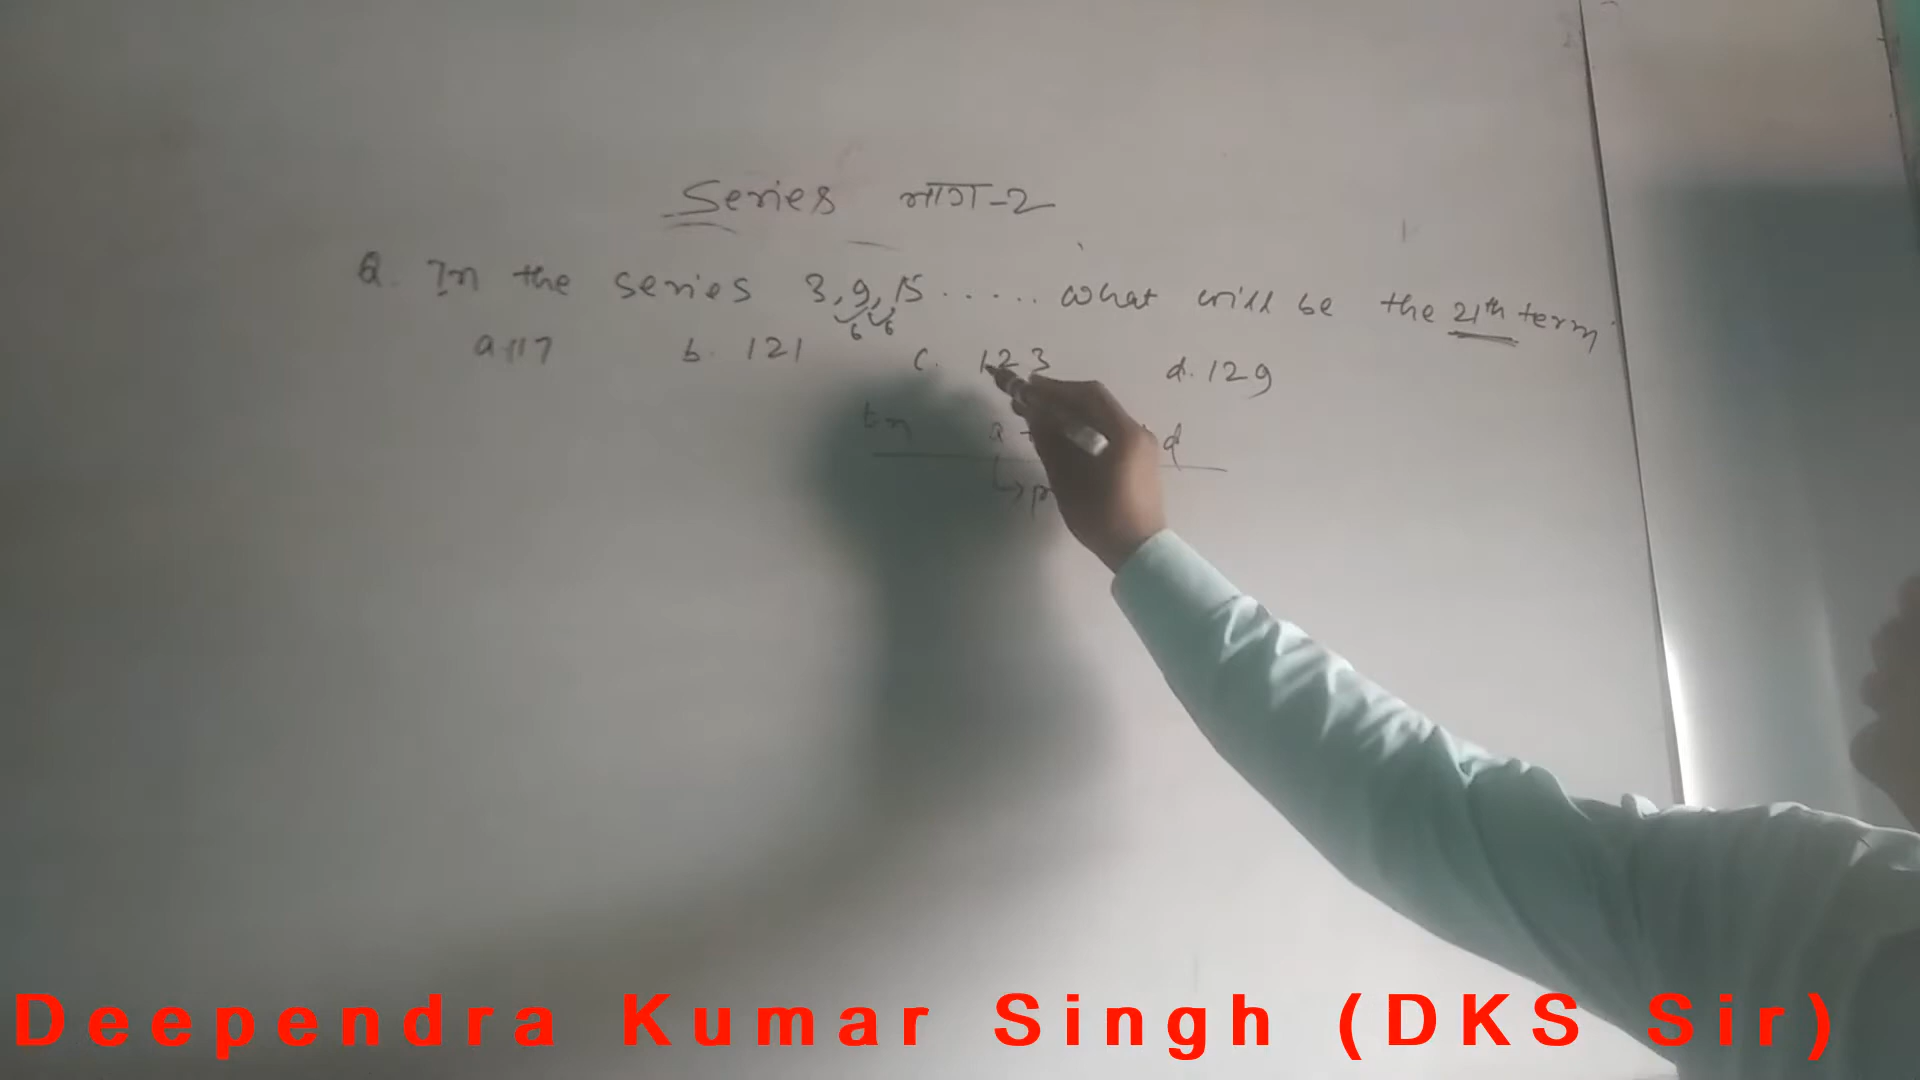 Series भाग-2
Q. In the series 3, 9, 15 ..... what will be the 21th term
6 6
a. 117 b. 121 c. 123 d. 129
tn a d
Deependra Kumar Singh (DKS Sir)